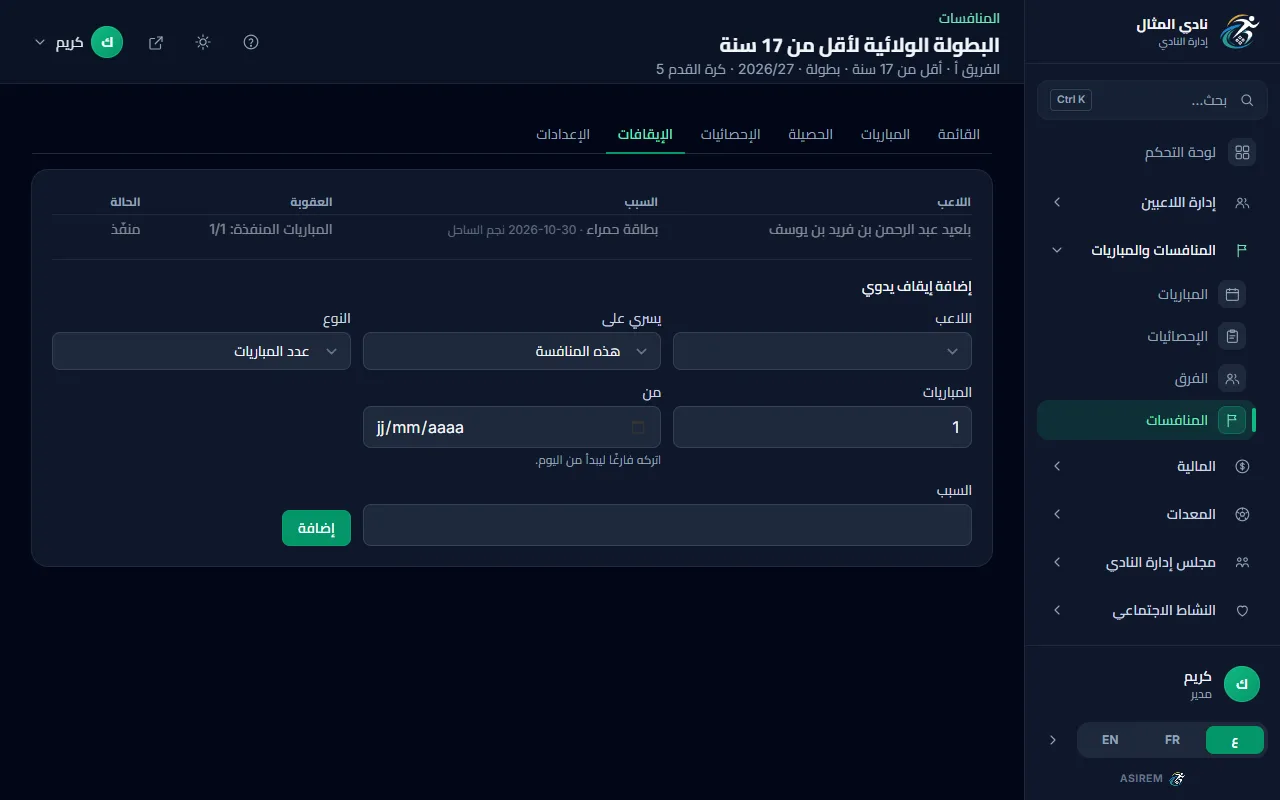 نادي المثال
إدارة النادي
بحث...
Ctrl K
لوحة التحكم
إدارة اللاعبين
المنافسات والمباريات
المباريات
الإحصائيات
الفرق
المنافسات
المالية
المعدات
مجلس إدارة النادي
النشاط الاجتماعي
كريم
مدير
ك
ع
FR
EN
ASIREM
المنافسات
البطولة الولائية لأقل من 17 سنة
الفريق أ · أقل من 17 سنة · بطولة · 2026/27 · كرة القدم 5
ك
كريم
القائمة
المباريات
الحصيلة
الإحصائيات
الإيقافات
الإعدادات
اللاعب السبب العقوبة الحالة
بلعيد عبد الرحمن بن فريد بن يوسف بطاقة حمراء · 30-10-2026 نجم الساحل المباريات المنفذة: 1/1 منفّذ
إضافة إيقاف يدوي
اللاعب يسري على النوع
هذه المنافسة عدد المباريات
المباريات من
1 jj/mm/aaaa
اتركه فارغًا ليبدأ من اليوم.
السبب
إضافة